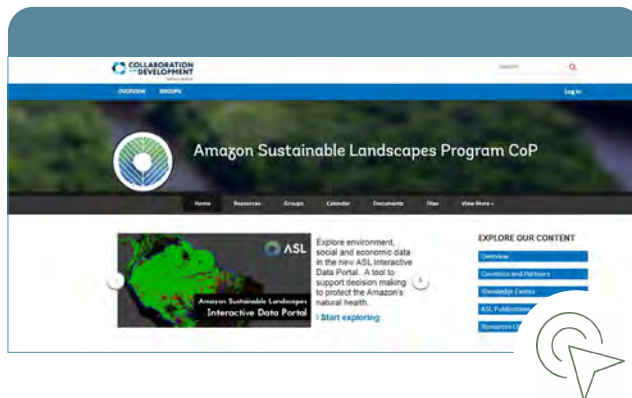 COLLABORATION
for DEVELOPMENT
OVERVIEW GROUPS
Log in
Amazon Sustainable Landscapes Program CoP
Home Resources Groups Calendar Documents Files View More
ASL
Amazon Sustainable Landscapes
Interactive Data Portal
Explore environment,
social and economic data
in the new ASL Interactive
Data Portal. A tool to
support decision making
to protect the Amazon's
natural health.
› Start exploring
EXPLORE OUR CONTENT
Overview
Countries and Partners
Knowledge Events
ASL Publications
Resources